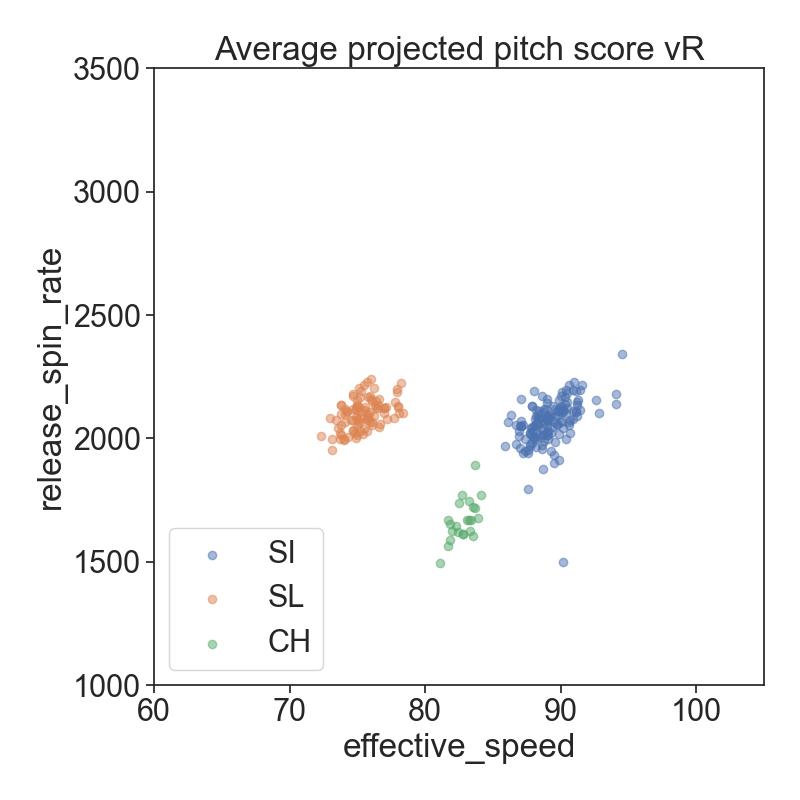 Average projected pitch score vR
3500
3000
2500
2000
1500
1000
release_spin_rate
SI
SL
CH
60 70 80 90 100
effective_speed